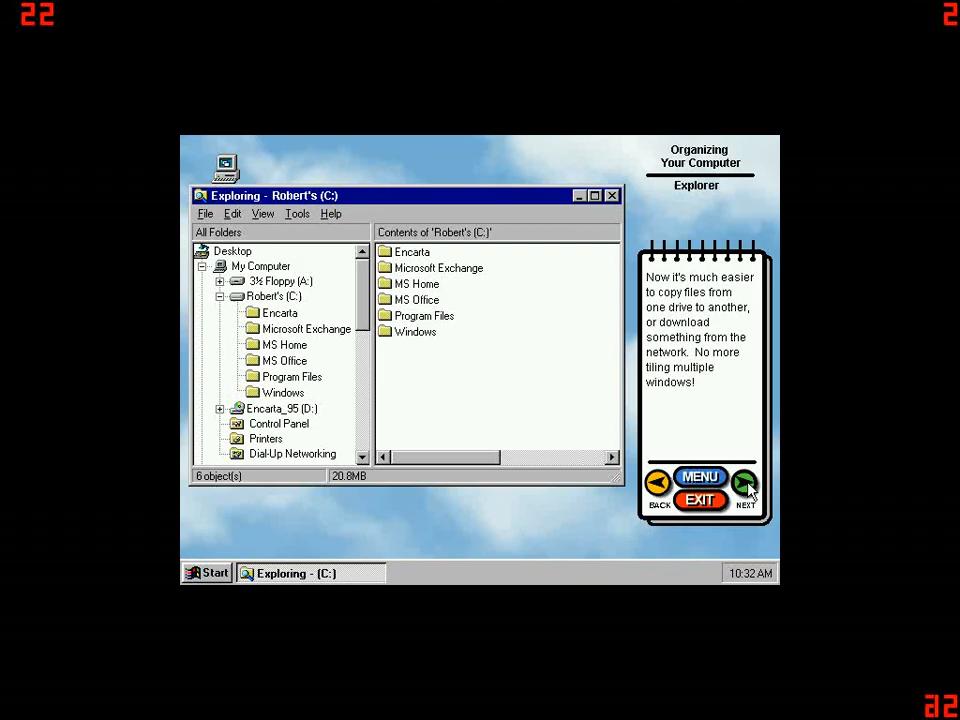 22
2
Organizing
Your Computer
Explorer
Exploring - Robert's (C:)
File Edit View Tools Help
All Folders
Contents of 'Robert's (C:)'
Desktop
My Computer
3½ Floppy (A:)
Robert's (C:)
Encarta
Microsoft Exchange
MS Home
MS Office
Program Files
Windows
Encarta_95 (D:)
Control Panel
Printers
Dial-Up Networking
Encarta
Microsoft Exchange
MS Home
MS Office
Program Files
Windows
6 object(s)
20.8MB
Now it's much easier
to copy files from
one drive to another,
or download
something from the
network. No more
tiling multiple
windows!
MENU
EXIT
BACK
NEXT
Start
Exploring - (C:)
10:32 AM